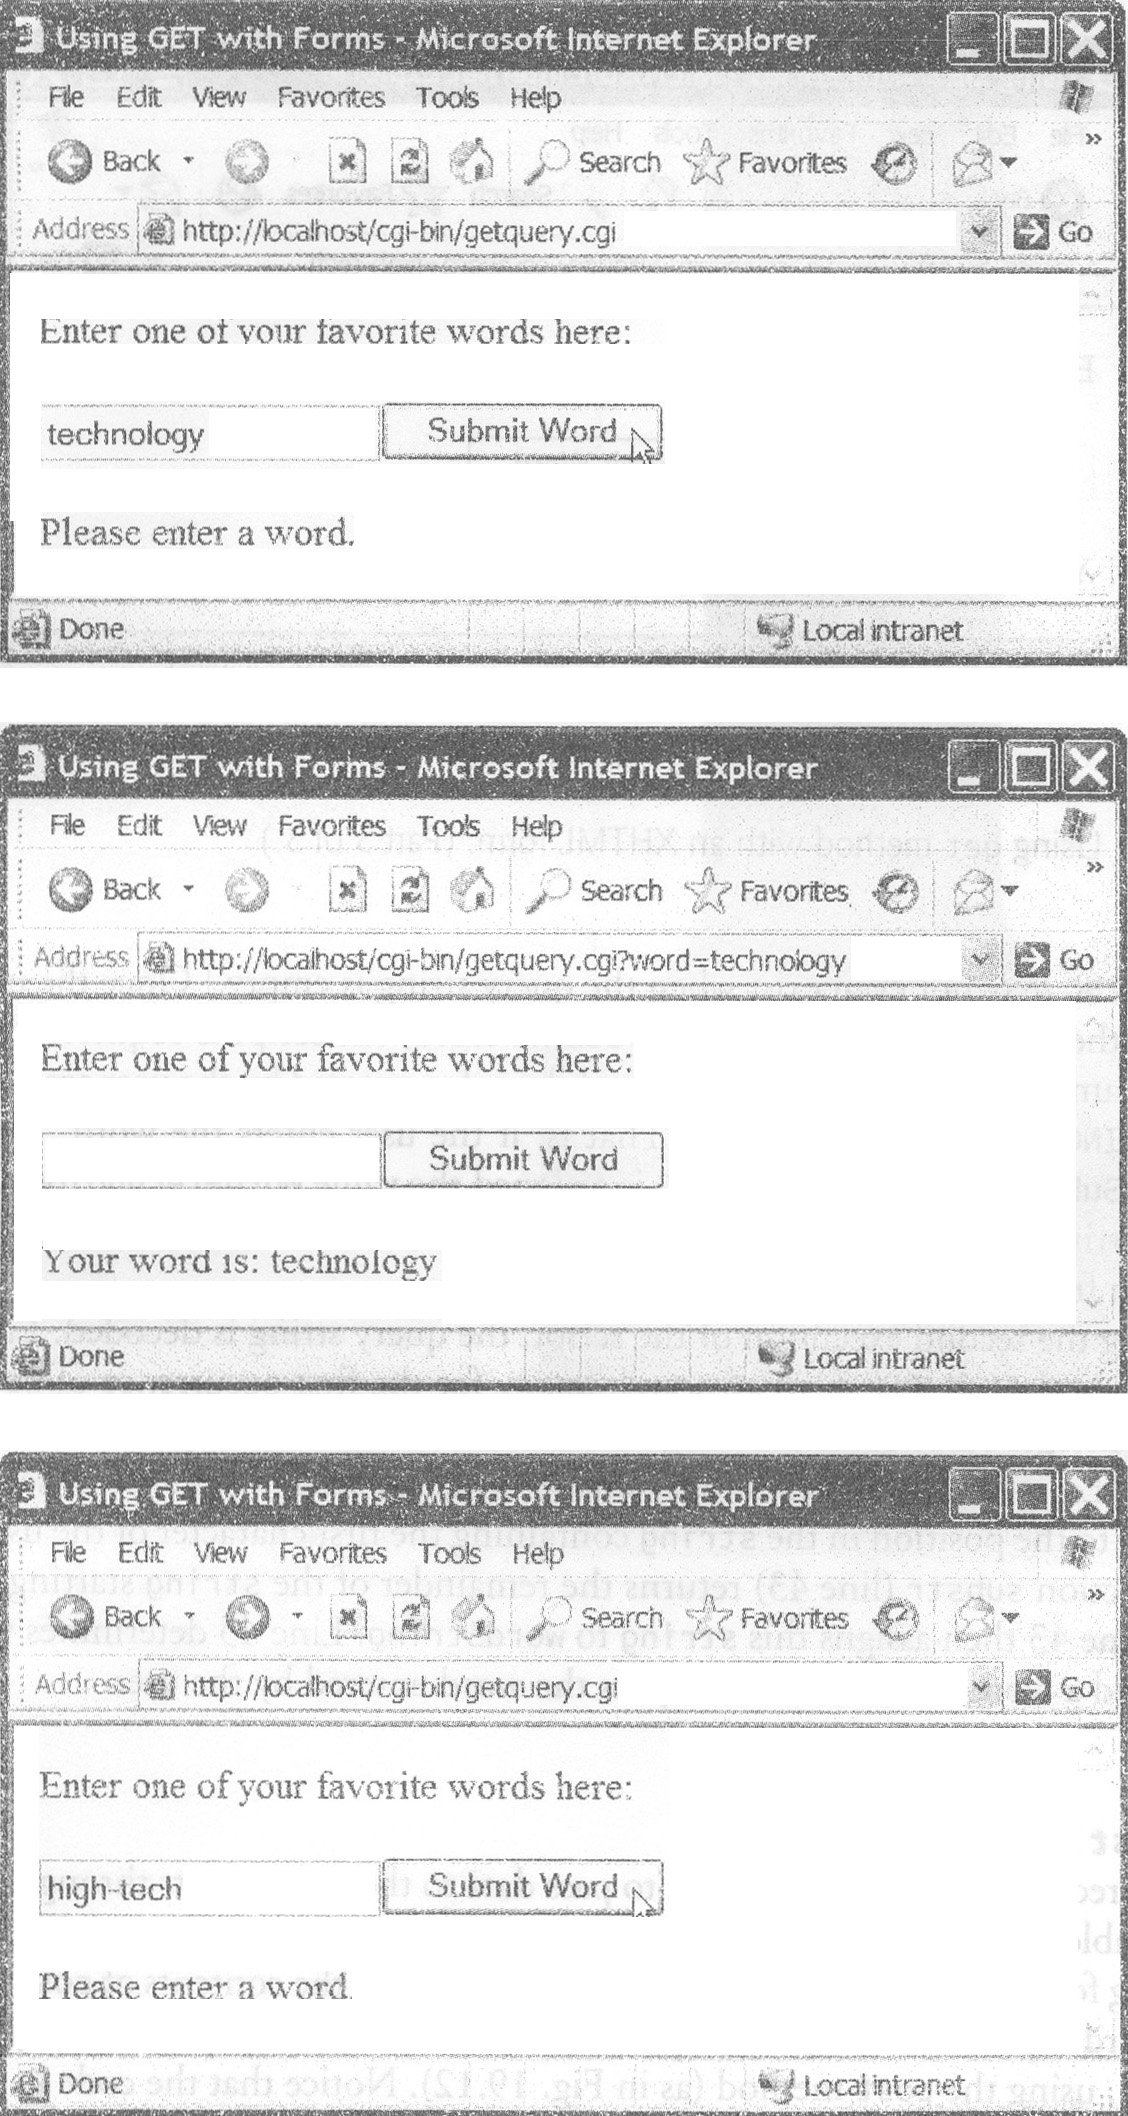 Using GET with Forms - Microsoft Internet Explorer
File Edit View Favorites Tools Help
Back Search Favorites »
Address http://localhost/cgi-bin/getquery.cgi Go
Enter one of your favorite words here:
technology Submit Word
Please enter a word.
Done Local intranet
Using GET with Forms - Microsoft Internet Explorer
File Edit View Favorites Tools Help
Back Search Favorites »
Address http://localhost/cgi-bin/getquery.cgi?word=technology Go
Enter one of your favorite words here:
Submit Word
Your word is: technology
Done Local intranet
Using GET with Forms - Microsoft Internet Explorer
File Edit View Favorites Tools Help
Back Search Favorites »
Address http://localhost/cgi-bin/getquery.cgi Go
Enter one of your favorite words here:
high-tech Submit Word
Please enter a word.
Done Local intranet